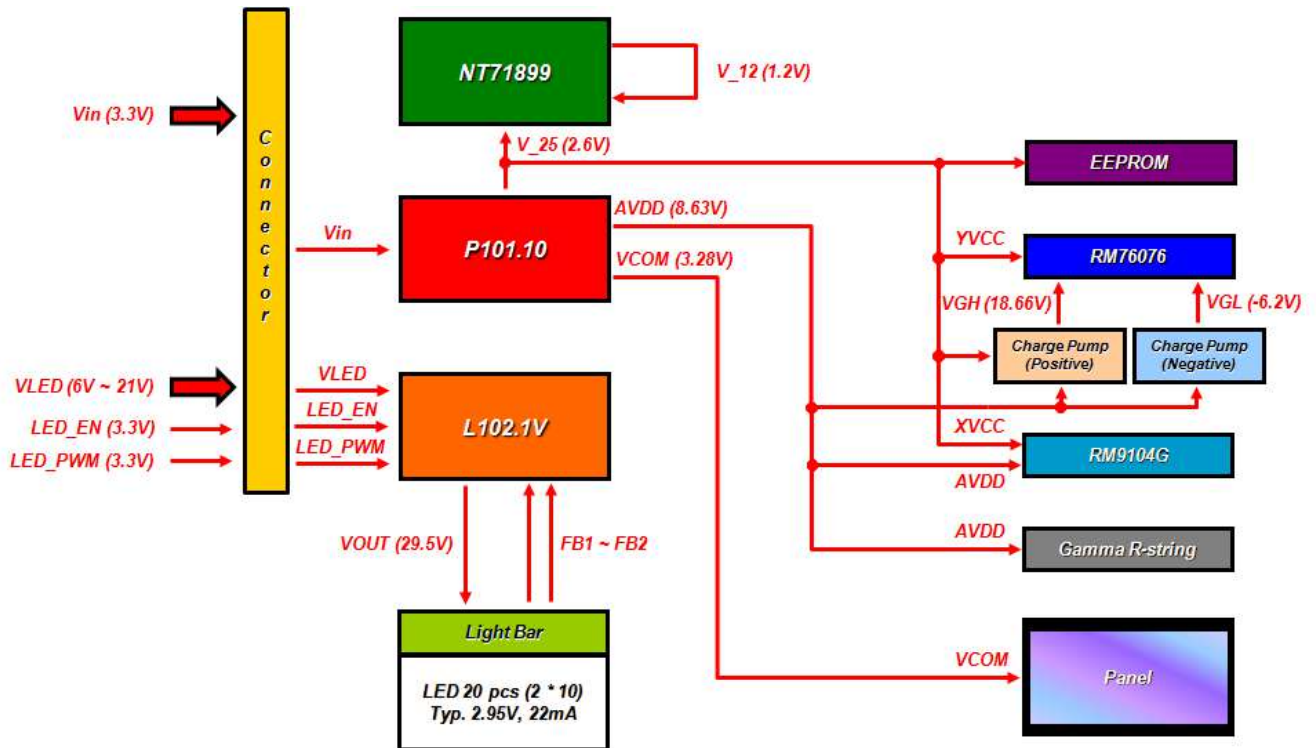 NT71899
V_12 (1.2V)
Vin (3.3V)
Connector
V_25 (2.6V)
EEPROM
AVDD (8.63V)
Vin
P101.10
YVCC
RM76076
VCOM (3.28V)
VGH (18.66V)
VGL (-6.2V)
Charge Pump
(Positive)
Charge Pump
(Negative)
VLED (6V ~ 21V)
VLED
LED_EN (3.3V)
LED_EN
L102.1V
LED_PWM (3.3V)
LED_PWM
XVCC
RM9104G
AVDD
VOUT (29.5V)
FB1 ~ FB2
AVDD
Gamma R-string
Light Bar
LED 20 pcs (2 * 10)
Typ. 2.95V, 22mA
VCOM
Panel